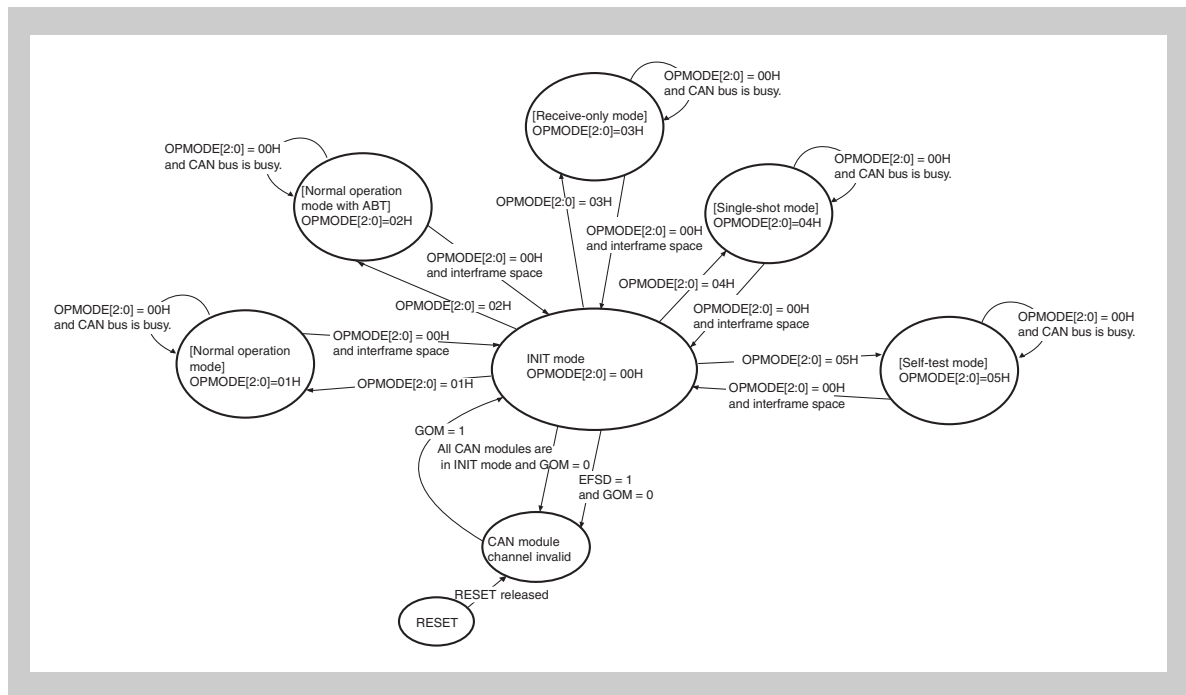 OPMODE[2:0] = 00H
and CAN bus is busy.
[Receive-only mode]
OPMODE[2:0]=03H
OPMODE[2:0] = 00H
and CAN bus is busy.
[Normal operation
mode with ABT]
OPMODE[2:0]=02H
OPMODE[2:0] = 00H
and CAN bus is busy.
[Single-shot mode]
OPMODE[2:0]=04H
OPMODE[2:0] = 03H
OPMODE[2:0] = 00H
and interframe space
OPMODE[2:0] = 00H
and interframe space
OPMODE[2:0] = 04H
OPMODE[2:0] = 02H
OPMODE[2:0] = 00H
and interframe space
OPMODE[2:0] = 00H
and CAN bus is busy.
[Normal operation
mode]
OPMODE[2:0]=01H
OPMODE[2:0] = 00H
and interframe space
OPMODE[2:0] = 01H
INIT mode
OPMODE[2:0] = 00H
OPMODE[2:0] = 05H
OPMODE[2:0] = 00H
and interframe space
OPMODE[2:0] = 00H
and CAN bus is busy.
[Self-test mode]
OPMODE[2:0]=05H
GOM = 1
All CAN modules are
in INIT mode and GOM = 0
EFSD = 1
and GOM = 0
CAN module
channel invalid
RESET released
RESET